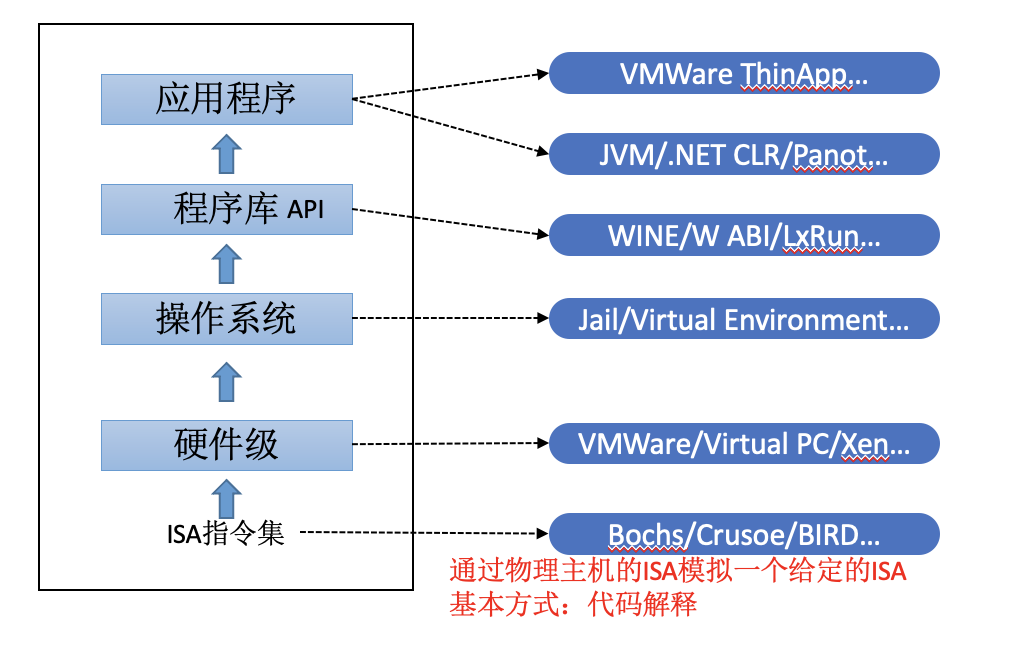 应用程序
VMWare ThinApp...
JVM/.NET CLR/Panot...
程序库 API
WINE/W ABI/LxRun...
操作系统
Jail/Virtual Environment...
硬件级
VMWare/Virtual PC/Xen...
ISA指令集
Bochs/Crusoe/BIRD...
通过物理主机的ISA模拟一个给定的ISA
基本方式：代码解释